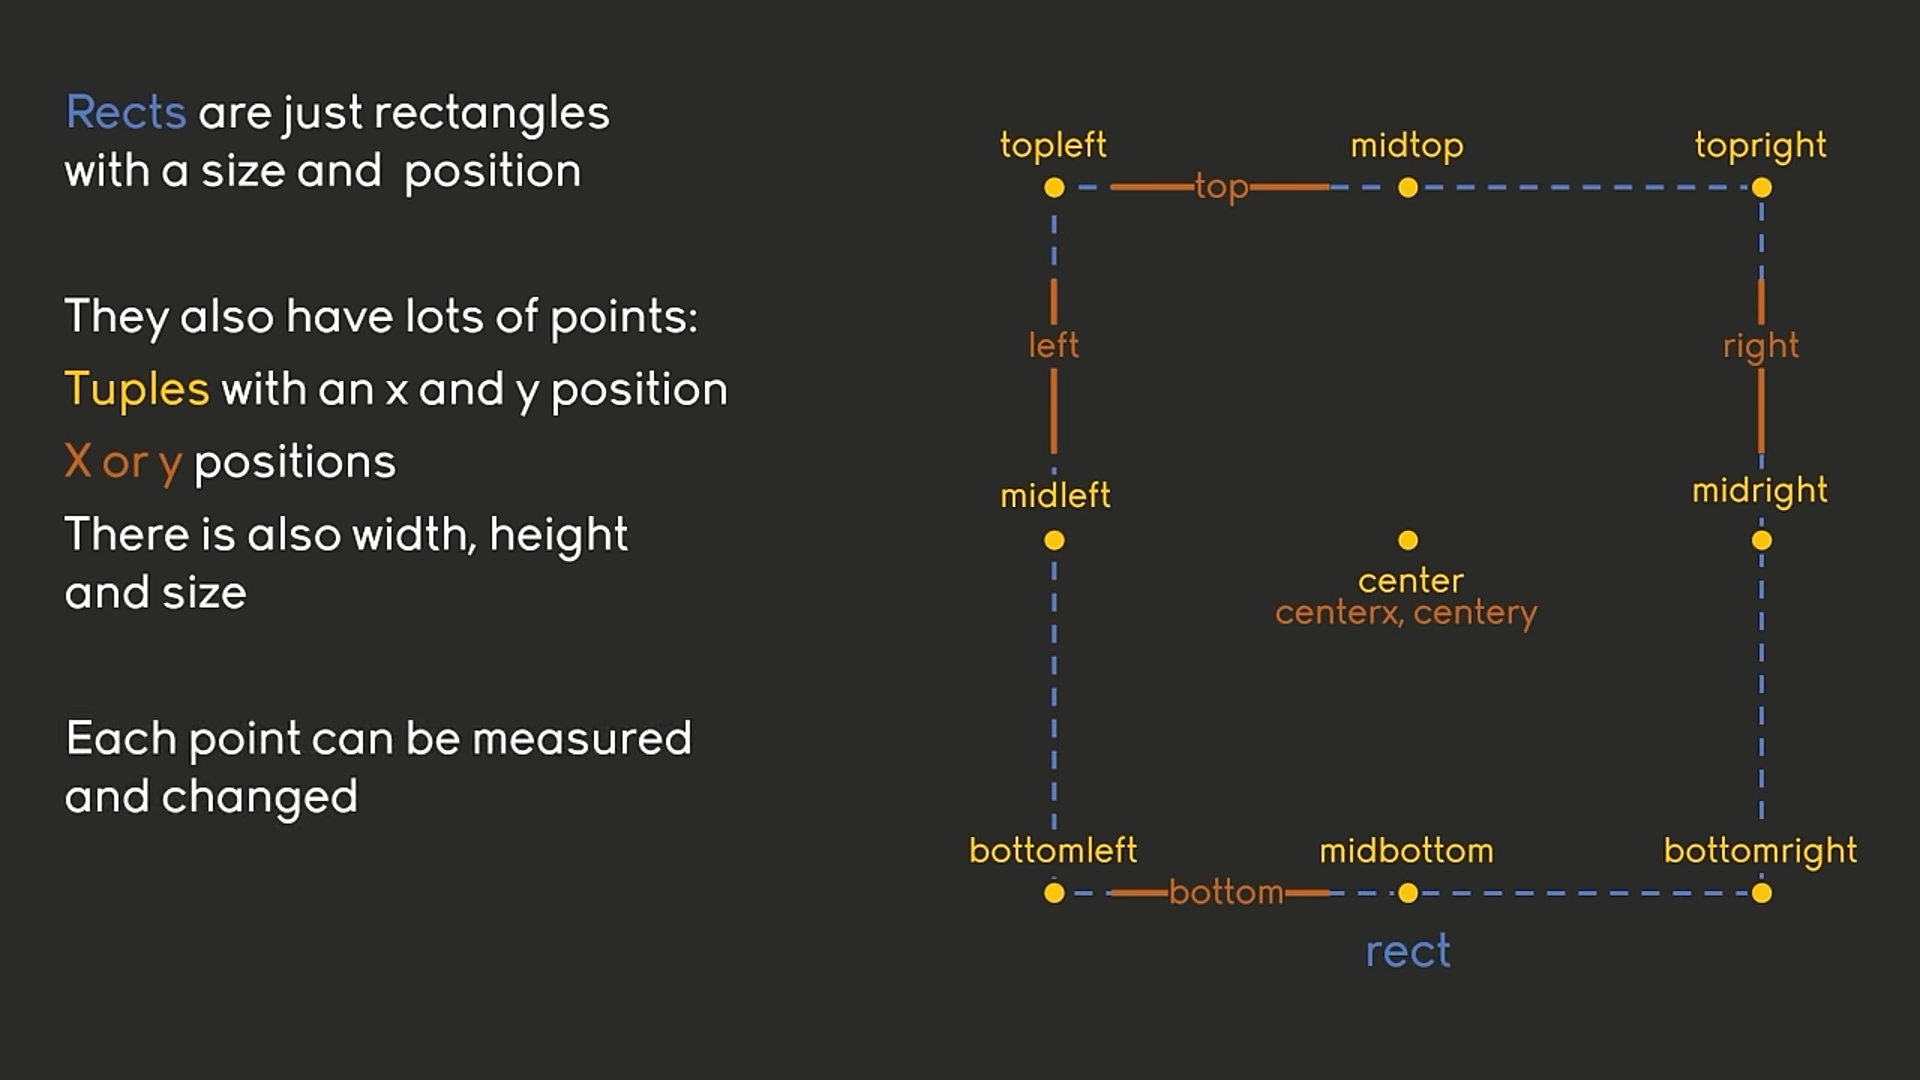 Rects are just rectangles
with a size and position
They also have lots of points:
Tuples with an x and y position
X or y positions
There is also width, height
and size
Each point can be measured
and changed
topleft
midtop
topright
top
left
right
midleft
midright
center
centerx, centery
bottomleft
midbottom
bottomright
bottom
rect